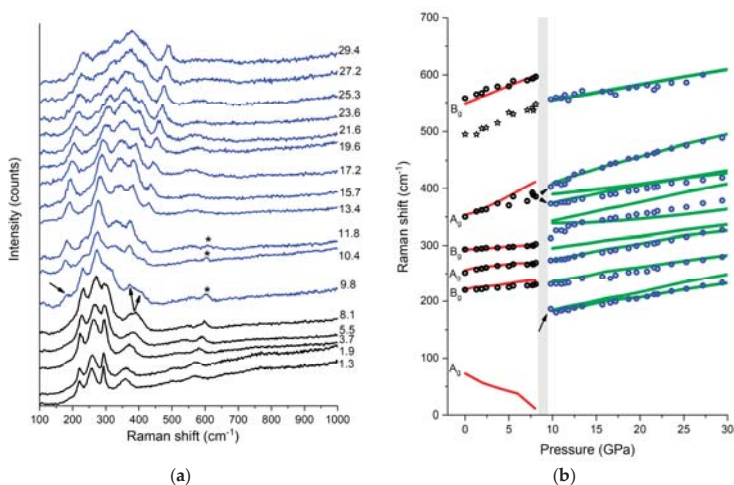 (a)
Intensity (counts)
29.4
27.2
25.3
23.6
21.6
19.6
17.2
15.7
13.4
11.8
10.4
9.8
8.1
5.5
3.7
1.9
1.3
*
*
*
100 200 300 400 500 600 700 800 900 1000
Raman shift (cm-1)
(a)
(b)
Raman shift (cm-1)
700
600
500
400
300
200
100
0
Bg
Ag
Bg
Ag
Bg
Ag
0 5 10 15 20 25 30
Pressure (GPa)
(b)